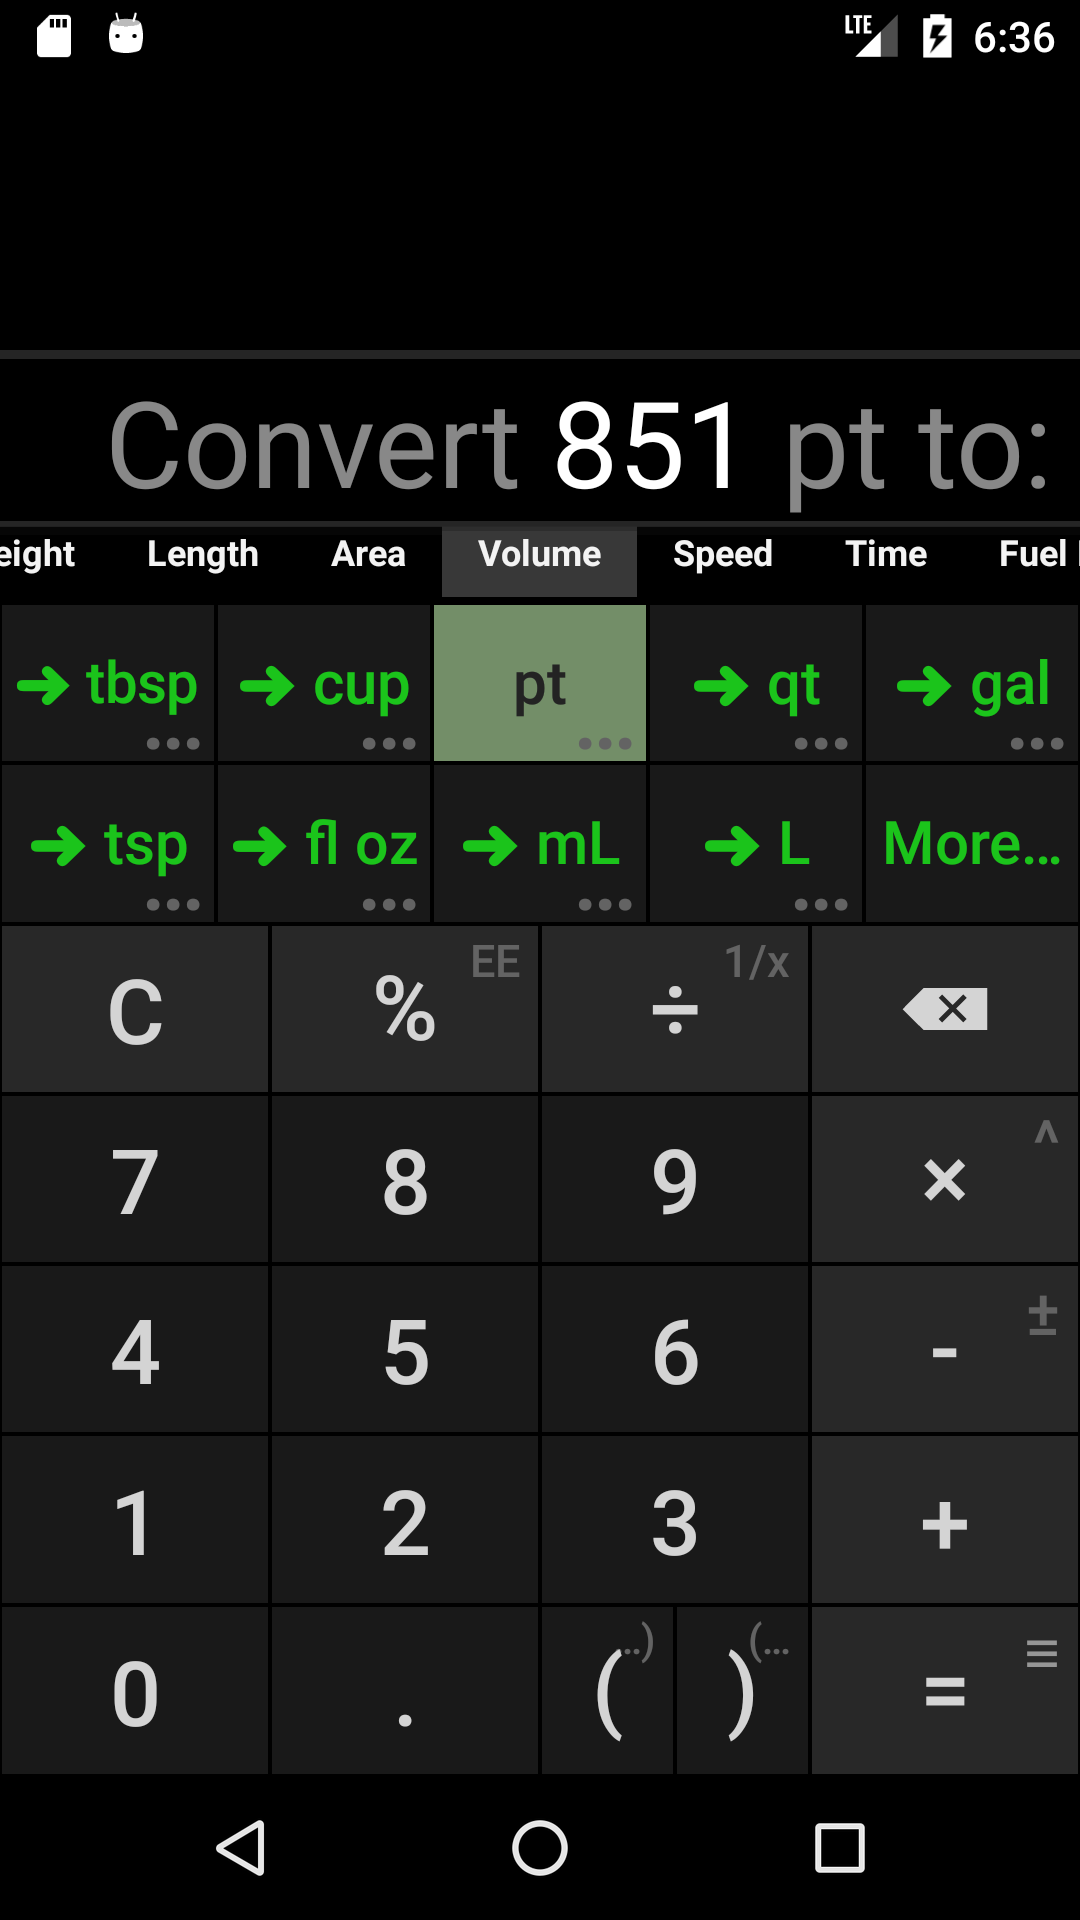 LTE 6:36
Convert 851 pt to:
eight Length Area Volume Speed Time Fuel
tbsp cup pt qt gal
tsp fl oz mL L More...
EE 1/x
C % ÷
^
7 8 9 ×
±
4 5 6 -
1 2 3 +
..) (...
0 . ( ) =